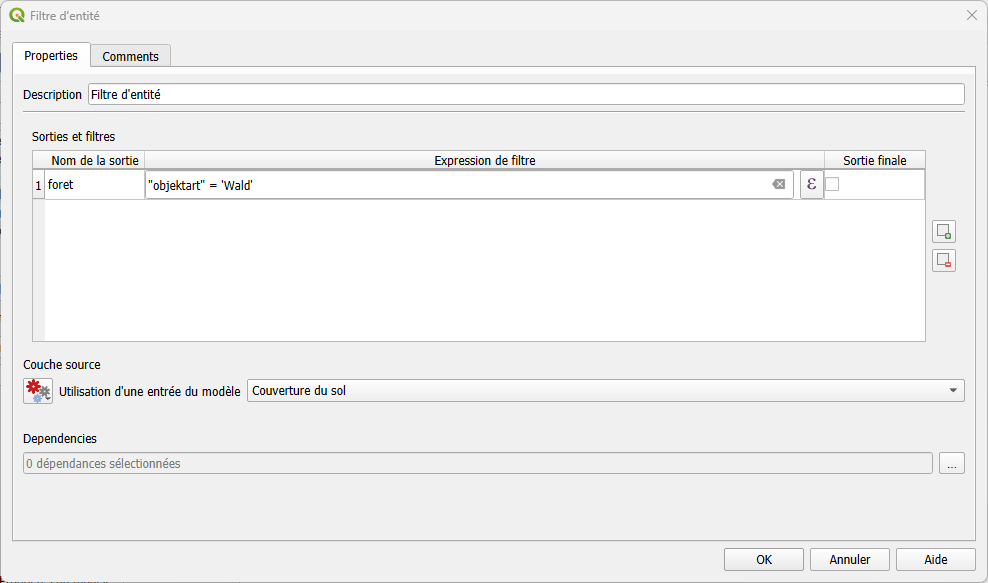 Filtre d'entité
Properties
Comments
Description
Filtre d'entité
Sorties et filtres
Nom de la sortie
Expression de filtre
Sortie finale
1
foret
"objektart" = 'Wald'
ε
Couche source
Utilisation d'une entrée du modèle
Couverture du sol
Dependencies
0 dépendances sélectionnées
...
OK
Annuler
Aide